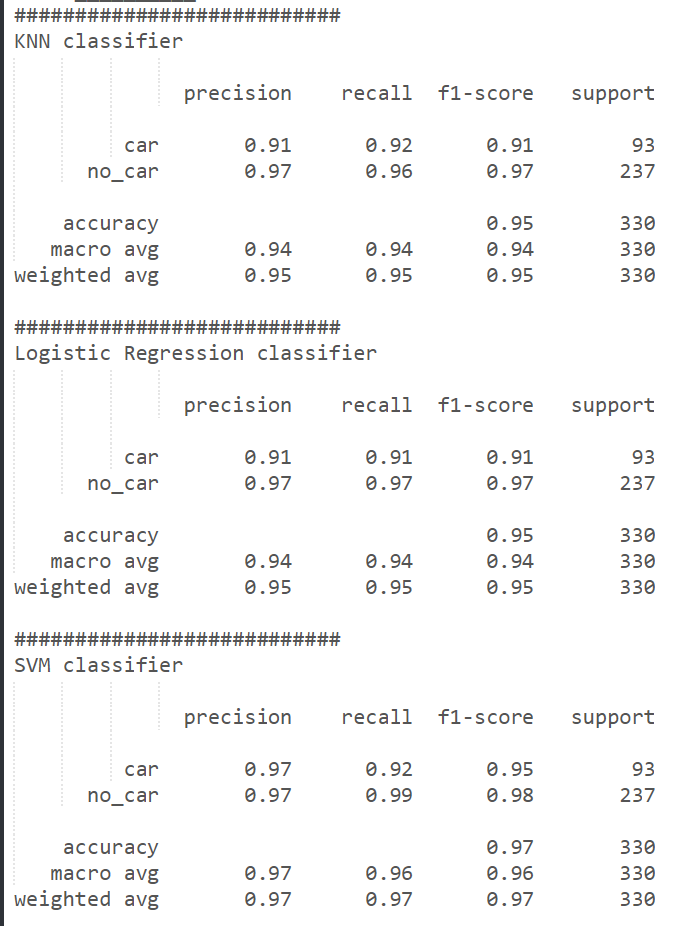 ###########################
KNN classifier
precision recall f1-score support
car 0.91 0.92 0.91 93
no_car 0.97 0.96 0.97 237
accuracy 0.95 330
macro avg 0.94 0.94 0.94 330
weighted avg 0.95 0.95 0.95 330
###########################
Logistic Regression classifier
precision recall f1-score support
car 0.91 0.91 0.91 93
no_car 0.97 0.97 0.97 237
accuracy 0.95 330
macro avg 0.94 0.94 0.94 330
weighted avg 0.95 0.95 0.95 330
###########################
SVM classifier
precision recall f1-score support
car 0.97 0.92 0.95 93
no_car 0.97 0.99 0.98 237
accuracy 0.97 330
macro avg 0.97 0.96 0.96 330
weighted avg 0.97 0.97 0.97 330